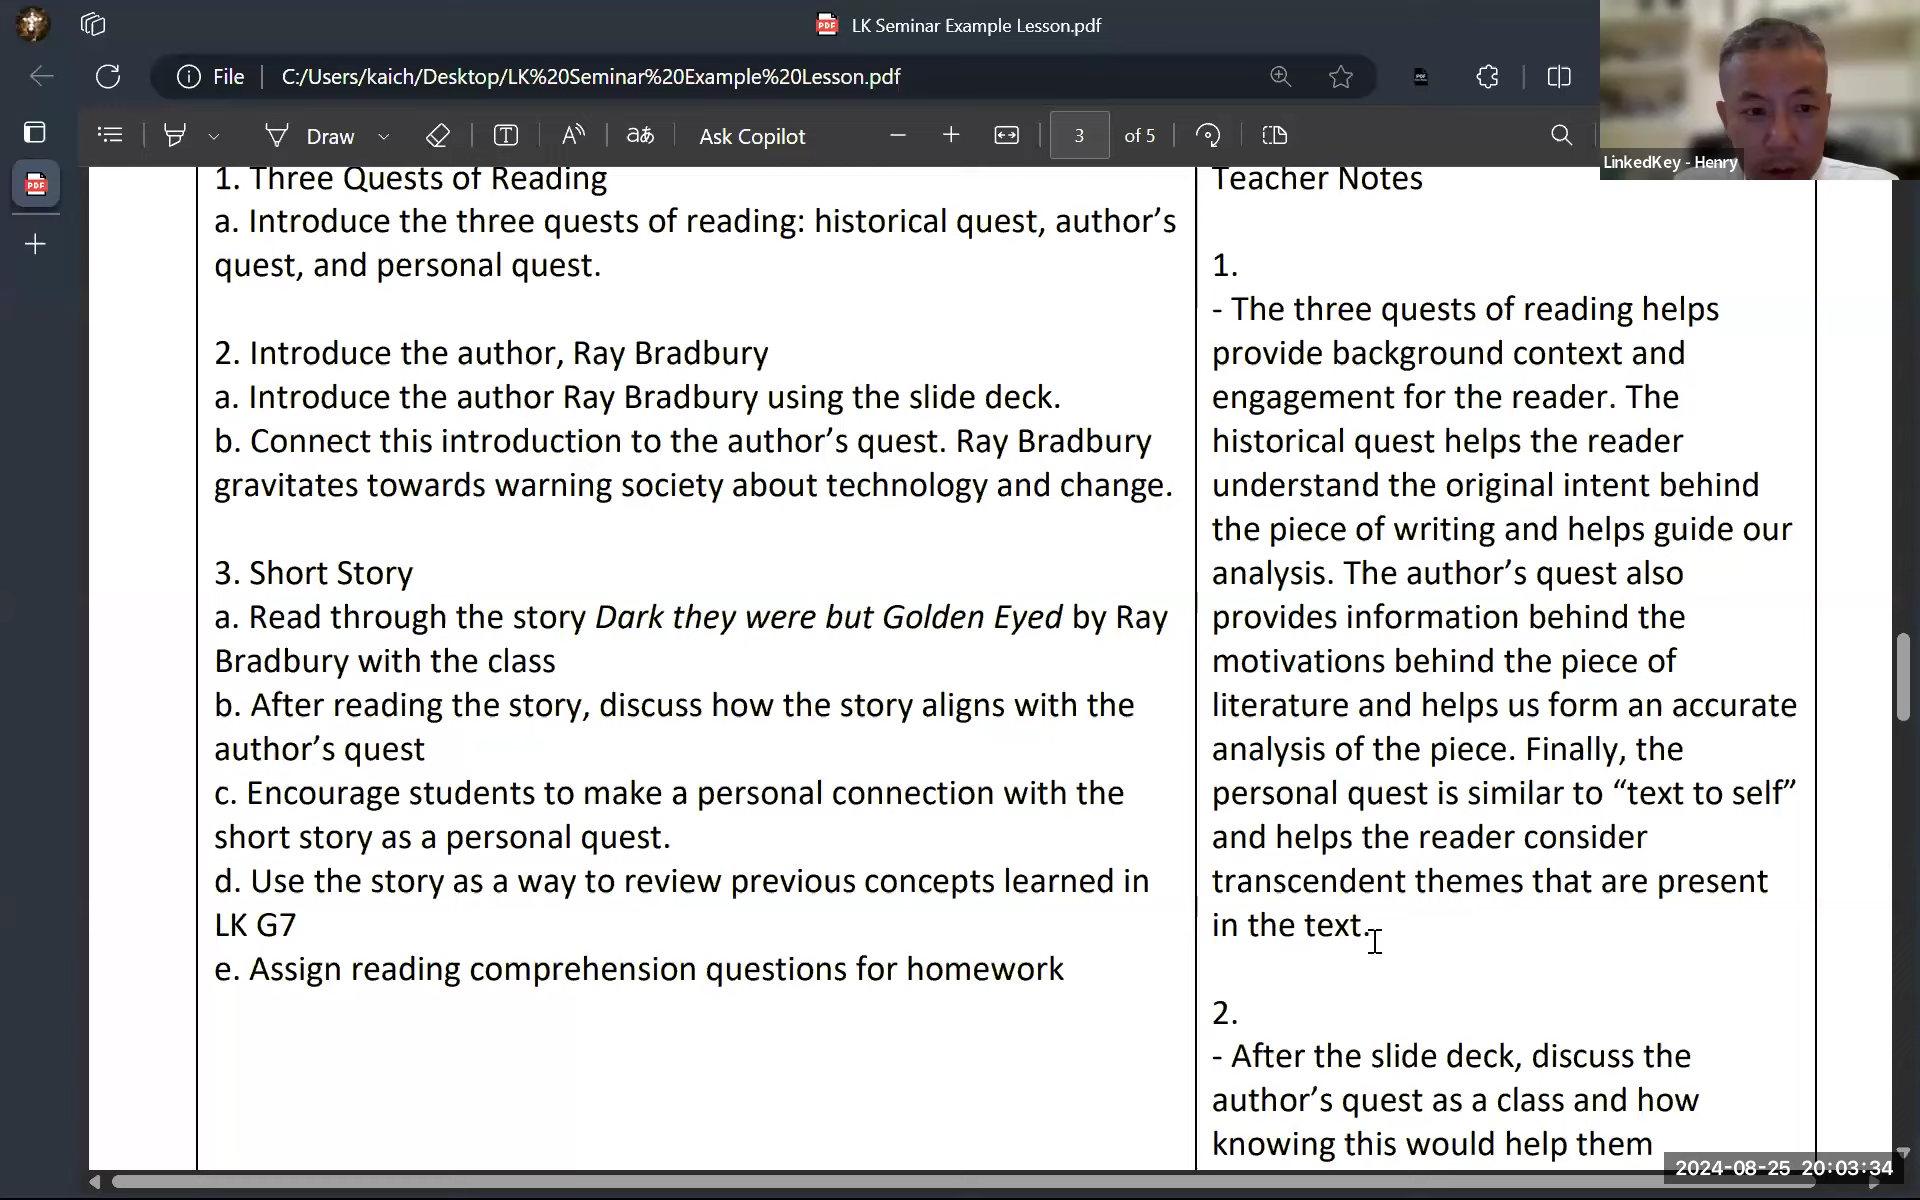 LK Seminar Example Lesson.pdf
File
C:/Users/kaich/Desktop/LK%20Seminar%20Example%20Lesson.pdf
Draw
Ask Copilot
3
of 5
LinkedKey - Henry
1. Three Quests of Reading
a. Introduce the three quests of reading: historical quest, author’s
quest, and personal quest.
2. Introduce the author, Ray Bradbury
a. Introduce the author Ray Bradbury using the slide deck.
b. Connect this introduction to the author’s quest. Ray Bradbury
gravitates towards warning society about technology and change.
3. Short Story
a. Read through the story Dark they were but Golden Eyed by Ray
Bradbury with the class
b. After reading the story, discuss how the story aligns with the
author’s quest
c. Encourage students to make a personal connection with the
short story as a personal quest.
d. Use the story as a way to review previous concepts learned in
LK G7
e. Assign reading comprehension questions for homework
Teacher Notes
1.
- The three quests of reading helps
provide background context and
engagement for the reader. The
historical quest helps the reader
understand the original intent behind
the piece of writing and helps guide our
analysis. The author’s quest also
provides information behind the
motivations behind the piece of
literature and helps us form an accurate
analysis of the piece. Finally, the
personal quest is similar to “text to self”
and helps the reader consider
transcendent themes that are present
in the text.
2.
- After the slide deck, discuss the
author’s quest as a class and how
knowing this would help them
2024-08-25 20:03:34